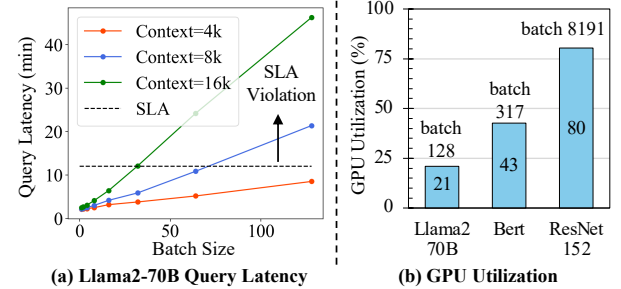 Query Latency (min)
40
30
20
10
0
Context=4k
Context=8k
Context=16k
SLA
SLA
Violation
0
50
100
Batch Size
(a) Llama2-70B Query Latency
GPU Utilization (%)
100
75
50
25
0
batch
128
21
batch
317
43
batch 8191
80
Llama2
70B
Bert
ResNet
152
(b) GPU Utilization